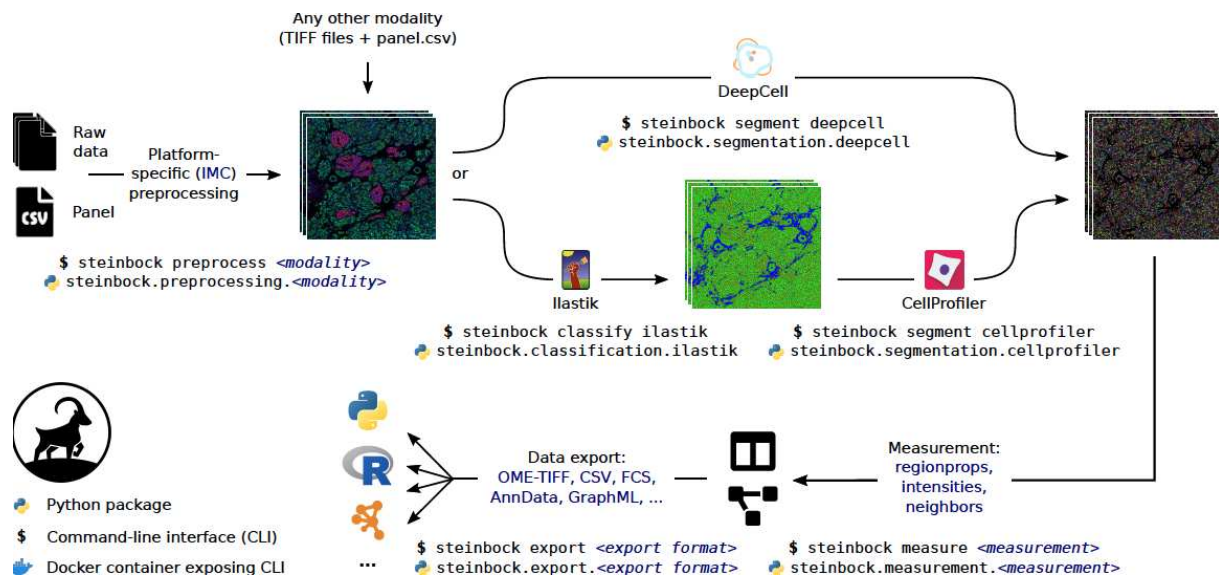 Any other modality
(TIFF files + panel.csv)
DeepCell
$ steinbock segment deepcell
steinbock.segmentation.deepcell
Raw
data
Platform-
specific (IMC)
preprocessing
CSV
Panel
or
$ steinbock preprocess <modality>
steinbock.preprocessing.<modality>
Ilastik
CellProfiler
$ steinbock classify ilastik
steinbock.classification.ilastik
$ steinbock segment cellprofiler
steinbock.segmentation.cellprofiler
R
Data export:
OME-TIFF, CSV, FCS,
AnnData, GraphML, ...
Measurement:
regionprops,
intensities,
neighbors
Python package
$ Command-line interface (CLI)
Docker container exposing CLI
...
$ steinbock export <export format>
steinbock.export.<export format>
$ steinbock measure <measurement>
steinbock.measurement.<measurement>